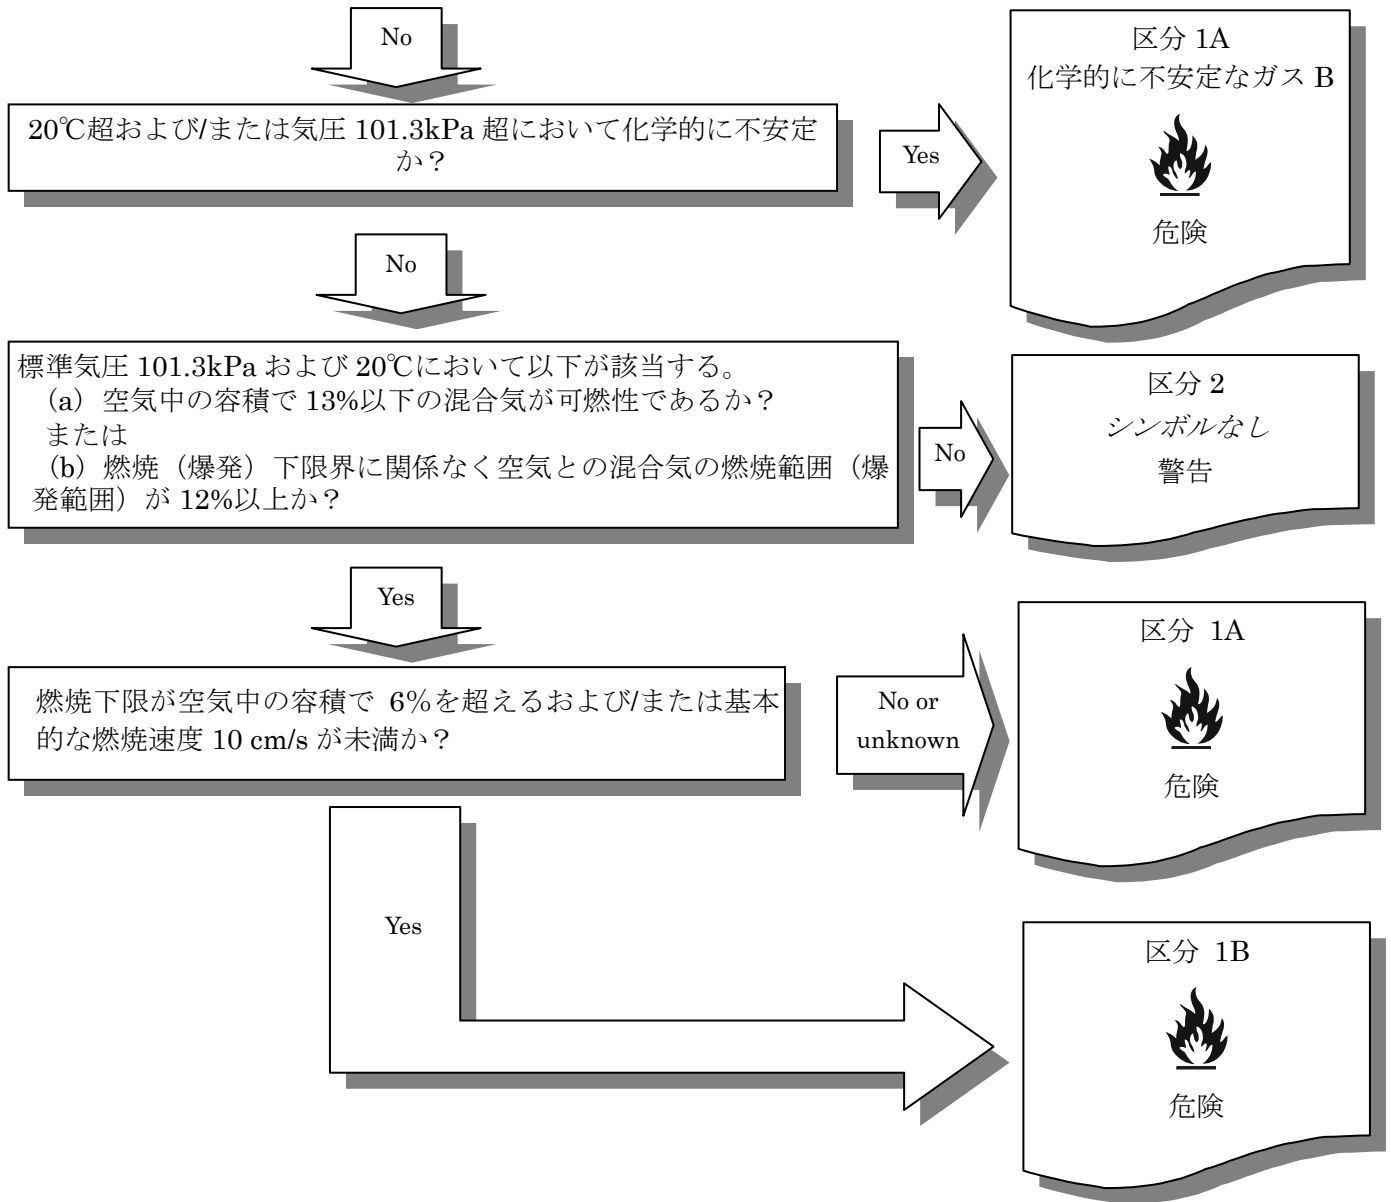 No
区分 1A
化学的に不安定なガス B
危険
20℃超および/または気圧 101.3kPa 超において化学的に不安定
か？
Yes
No
標準気圧 101.3kPa および 20℃において以下が該当する。
（a）空気中の容積で 13%以下の混合気が可燃性であるか？
または
（b）燃焼（爆発）下限界に関係なく空気との混合気の燃焼範囲（爆
発範囲）が 12%以上か？
No
区分 2
シンボルなし
警告
Yes
燃焼下限が空気中の容積で 6%を超えるおよび/または基本
的な燃焼速度 10 cm/s が未満か？
No or
unknown
区分 1A
危険
Yes
区分 1B
危険